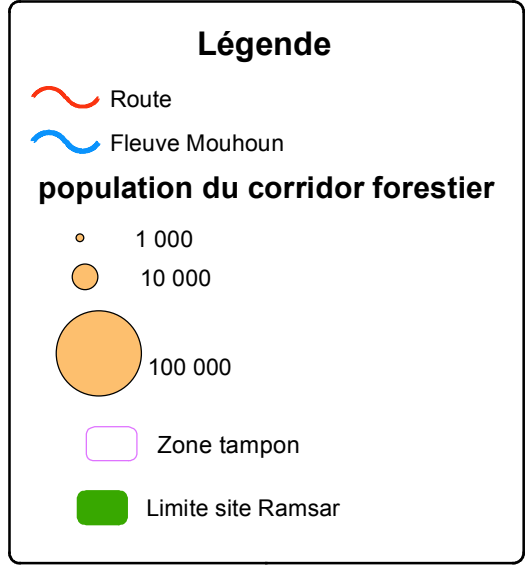 Légende
Route
Fleuve Mouhoun
population du corridor forestier
1 000
10 000
100 000
Zone tampon
Limite site Ramsar